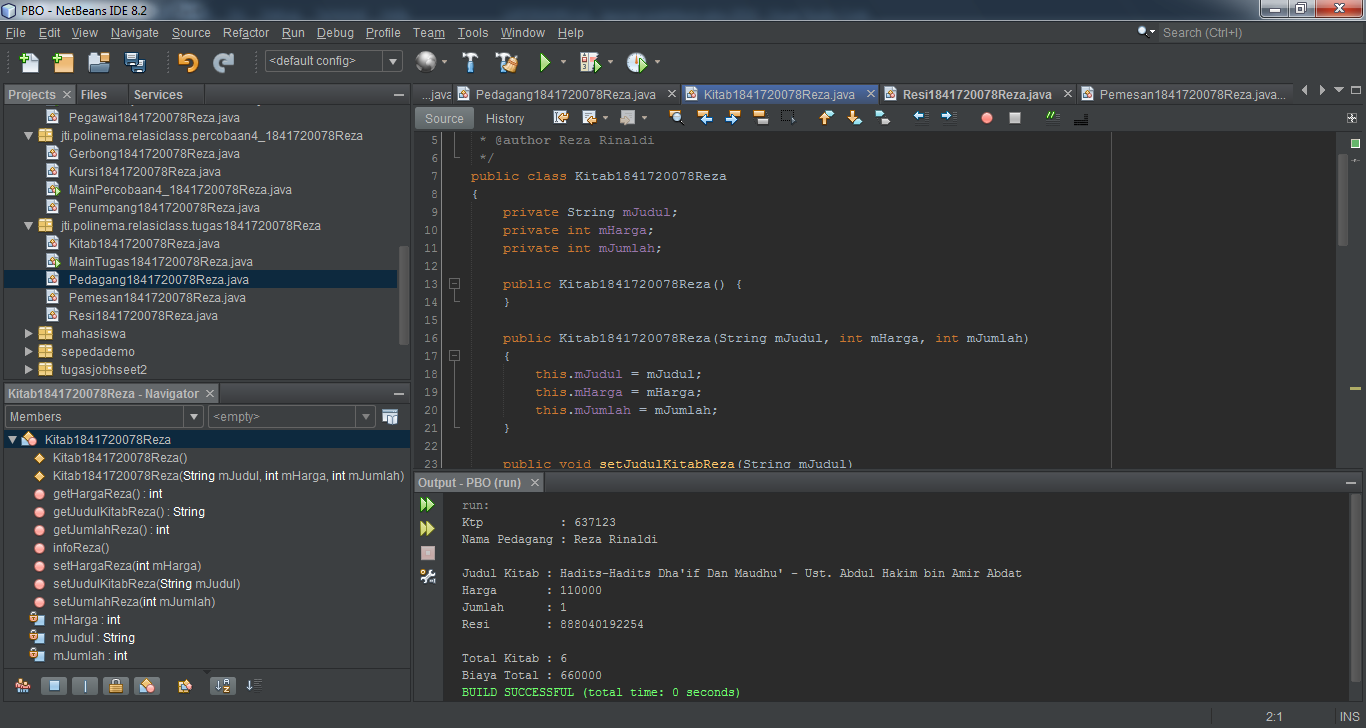 PBO - NetBeans IDE 8.2
File Edit View Navigate Source Refactor Run Debug Profile Team Tools Window Help
Search (Ctrl+I)
<default config>
Projects Files Services
Pegawai1841720078Reza.java
jti.polinema.relasiclass.percobaan4_1841720078Reza
Gerbong1841720078Reza.java
Kursi1841720078Reza.java
MainPercobaan4_1841720078Reza.java
Penumpang1841720078Reza.java
jti.polinema.relasiclass.tugas1841720078Reza
Kitab1841720078Reza.java
MainTugas1841720078Reza.java
Pedagang1841720078Reza.java
Pemesan1841720078Reza.java
Resi1841720078Reza.java
mahasiswa
sepedademo
tugasjobhseet2
Kitab1841720078Reza - Navigator
Members <empty>
Kitab1841720078Reza
Kitab1841720078Reza()
Kitab1841720078Reza(String mJudul, int mHarga, int mJumlah)
getHargaReza() : int
getJudulKitabReza() : String
getJumlahReza() : int
infoReza()
setHargaReza(int mHarga)
setJudulKitabReza(String mJudul)
setJumlahReza(int mJumlah)
mHarga : int
mJudul : String
mJumlah : int
...java Pedagang1841720078Reza.java Kitab1841720078Reza.java Resi1841720078Reza.java Pemesan1841720078Reza.java...
Source History
5 * @author Reza Rinaldi
6 */
7 public class Kitab1841720078Reza
8 {
9 private String mJudul;
10 private int mHarga;
11 private int mJumlah;
12
13 public Kitab1841720078Reza() {
14 }
15
16 public Kitab1841720078Reza(String mJudul, int mHarga, int mJumlah)
17 {
18 this.mJudul = mJudul;
19 this.mHarga = mHarga;
20 this.mJumlah = mJumlah;
21 }
22
23 public void setJudulKitabReza(String mJudul)
Output - PBO (run)
run:
Ktp : 637123
Nama Pedagang : Reza Rinaldi
Judul Kitab : Hadits-Hadits Dha'if Dan Maudhu' - Ust. Abdul Hakim bin Amir Abdat
Harga : 110000
Jumlah : 1
Resi : 888040192254
Total Kitab : 6
Biaya Total : 660000
BUILD SUCCESSFUL (total time: 0 seconds)
2:1 INS